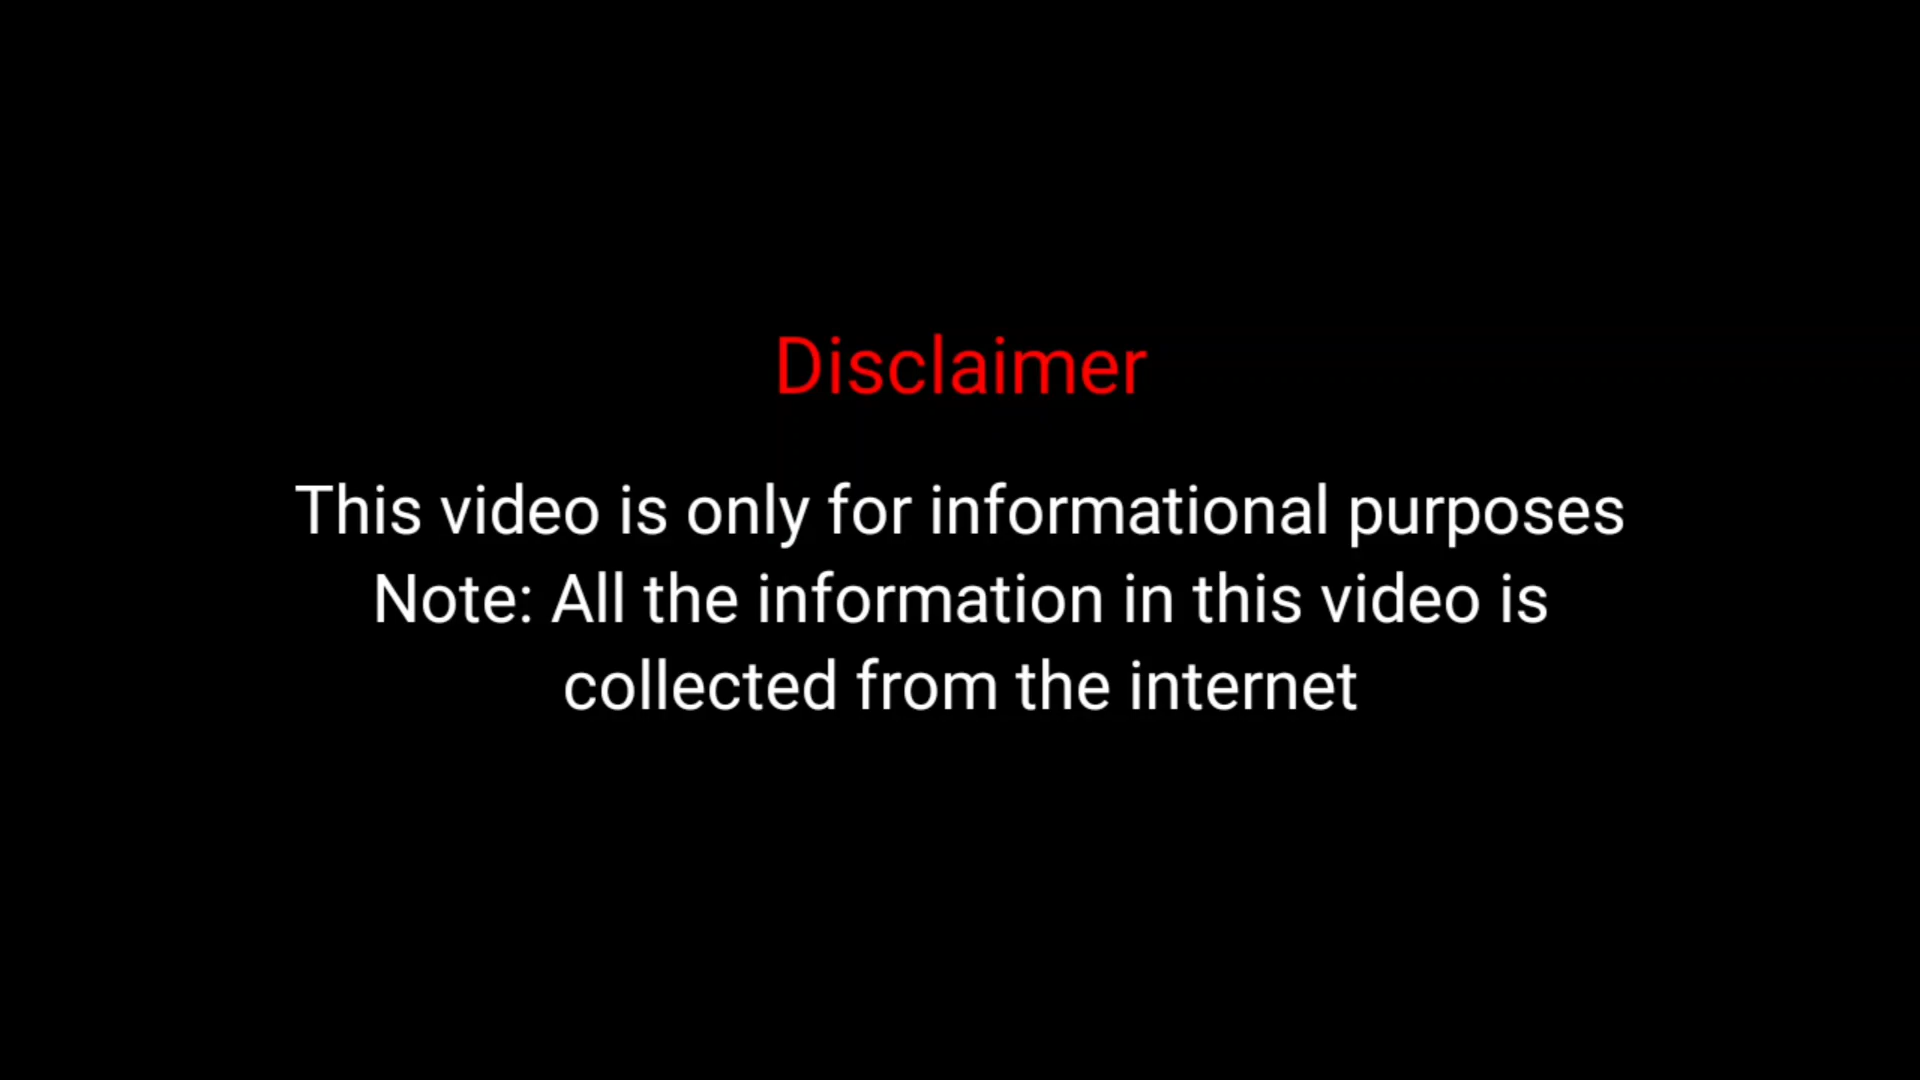 Disclaimer
This video is only for informational purposes
Note: All the information in this video is
collected from the internet